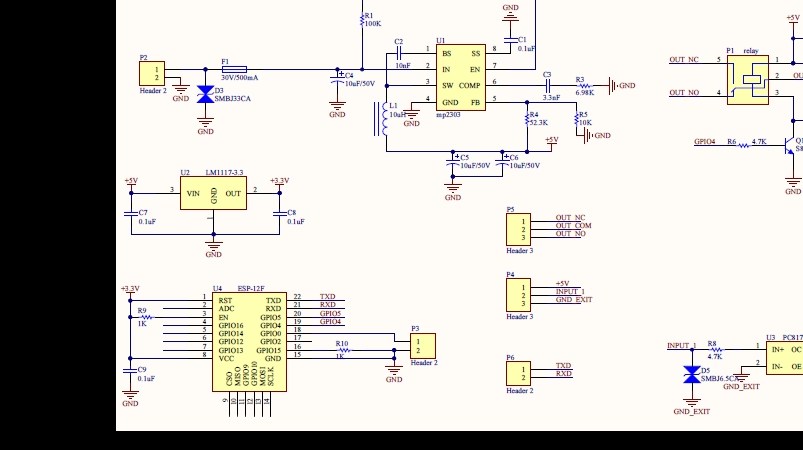 GND
R1
100K
+5V
C2
10nF
U1
1 BS SS 8
2 IN EN 7
3 SW COMP 6
4 GND FB 5
mp2303
C1
0.1uF
P2
1
2
Header 2
GND
F1
30V/500mA
D3
SMBJ33CA
GND
C4
10uF/50V
GND
C3
3.3nF
R3
6.98K
GND
L1
10uH
GND
R4
52.3K
R5
10K
GND
+5V
C5
10uF/50V
C6
10uF/50V
GND
P1 relay
OUT_NC 5
OUT_NO 4
1
2
3
GPIO4 R6 4.7K
GND
U2 LM1117-3.3
+5V
3 VIN GND OUT 2
1
+3.3V
C7
0.1uF
C8
0.1uF
GND
P5
1 OUT_NC
2 OUT_COM
3 OUT_NO
Header 3
P4
1 +5V
2 INPUT_1
3 GND_EXIT
Header 3
P6
1 TXD
2 RXD
Header 2
+3.3V
R9
1K
C9
0.1uF
GND
U4 ESP-12F
1 RST TXD 22 TXD
2 ADC RXD 21 RXD
3 EN GPIO5 20 GPIO5
4 GPIO16 GPIO4 19 GPIO4
5 GPIO14 GPIO0 18
6 GPIO12 GPIO2 17
7 GPIO13 GPIO15 16
8 VCC GND 15
CSO MISO GPIO9 GPIO10 MOSI SCLK
9 10 11 12 13 14
R10
1K
P3
1
2
Header 2
GND
INPUT_1 R8
4.7K
D5
GND_EXIT
GND_EXIT
U3 PC817
1 IN+ OC
2 IN- OE